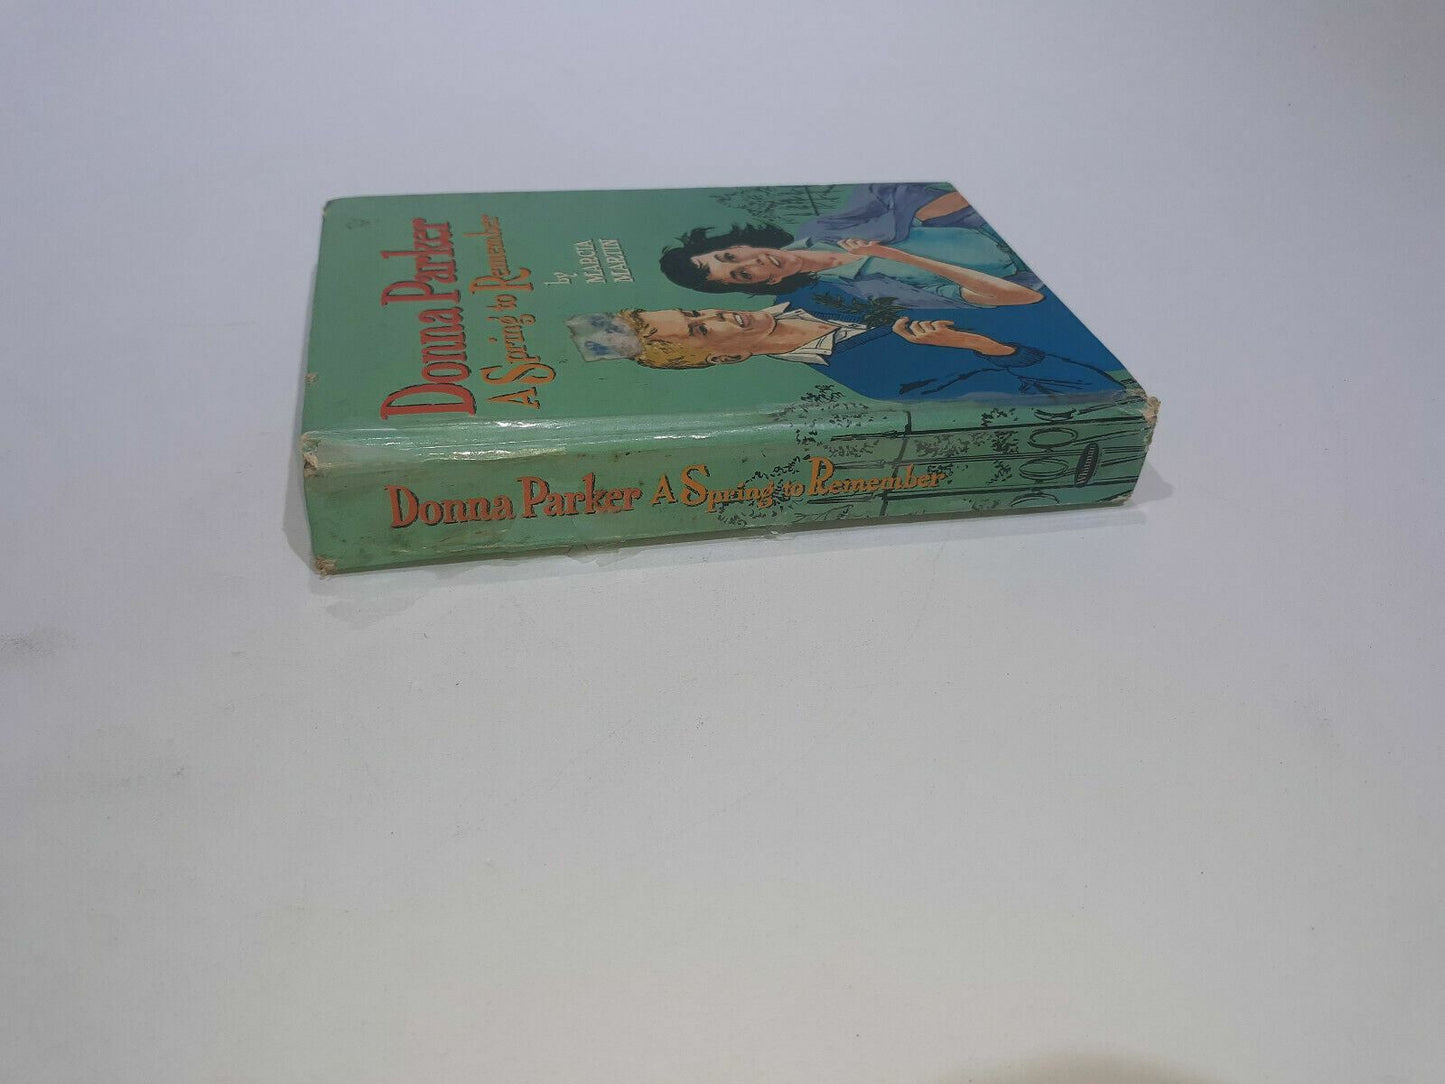 Donna Parker
A Spring to Remember
by
MARCIA
MARTIN
Donna Parker A Spring to Remember